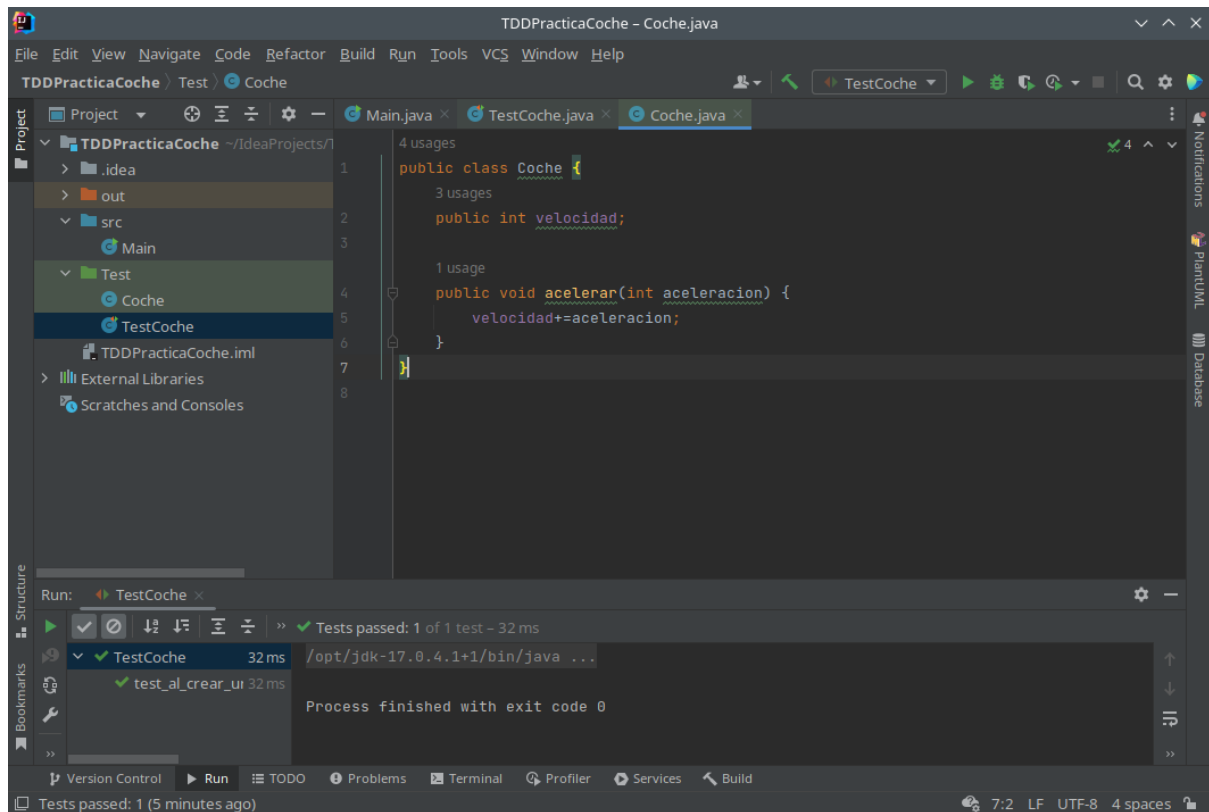 TDDPracticaCoche – Coche.java
File Edit View Navigate Code Refactor Build Run Tools VCS Window Help
TDDPracticaCoche Test Coche
TestCoche
Project
Main.java TestCoche.java Coche.java
Project
TDDPracticaCoche ~/IdeaProjects/
.idea
out
src
Main
Test
Coche
TestCoche
TDDPracticaCoche.iml
External Libraries
Scratches and Consoles
4 usages
4
1 public class Coche {
3 usages
2 public int velocidad;
3
1 usage
4 public void acelerar(int aceleracion) {
5 velocidad+=aceleracion;
6 }
7 }
8
Notifications
PlantUML
Database
Structure
Bookmarks
Run: TestCoche
Tests passed: 1 of 1 test – 32 ms
TestCoche 32 ms
test_al_crear_ur 32 ms
/opt/jdk-17.0.4.1+1/bin/java ...
Process finished with exit code 0
Version Control Run TODO Problems Terminal Profiler Services Build
Tests passed: 1 (5 minutes ago)
7:2 LF UTF-8 4 spaces